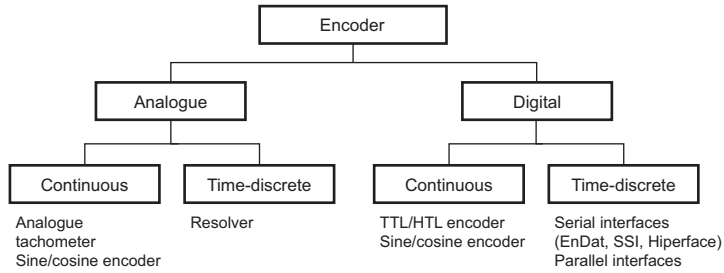 Encoder
Analogue
Digital
Continuous
Time-discrete
Continuous
Time-discrete
Analogue
tachometer
Sine/cosine encoder
Resolver
TTL/HTL encoder
Sine/cosine encoder
Serial interfaces
(EnDat, SSI, Hiperface)
Parallel interfaces